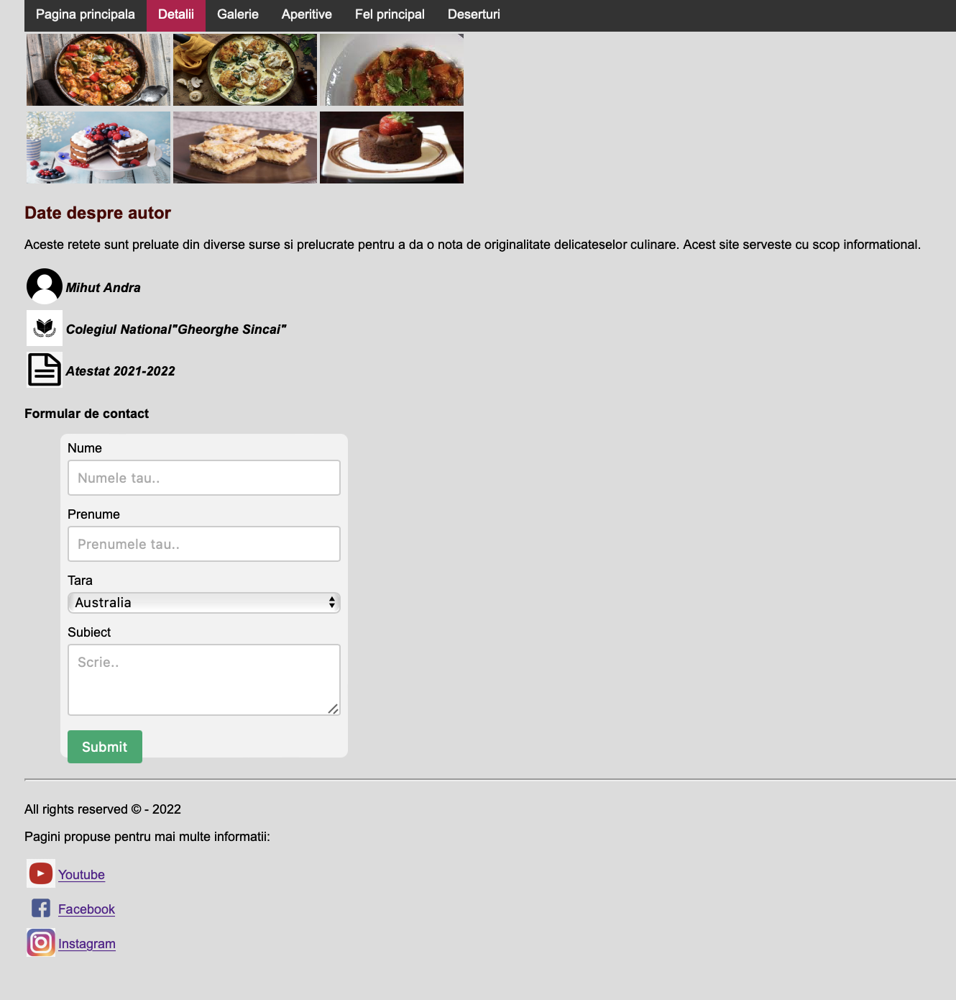 Pagina principala Detalii Galerie Aperitive Fel principal Deserturi
Date despre autor
Aceste retete sunt preluate din diverse surse si prelucrate pentru a da o nota de originalitate delicateselor culinare. Acest site serveste cu scop informational.
Mihut Andra
Colegiul National"Gheorghe Sincai"
Atestat 2021-2022
Formular de contact
Nume
Numele tau..
Prenume
Prenumele tau..
Tara
Australia
Subiect
Scrie..
Submit
All rights reserved © - 2022
Pagini propuse pentru mai multe informatii:
Youtube
Facebook
Instagram